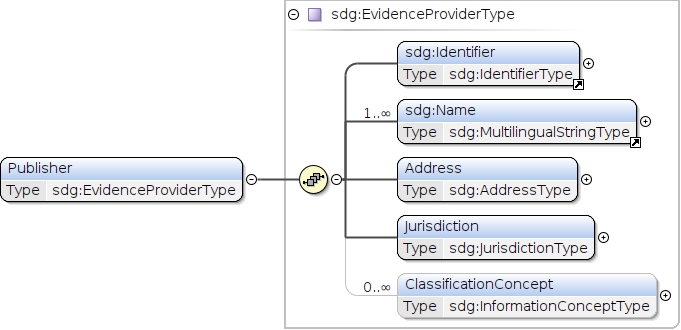 sdg:EvidenceProviderType
sdg:Identifier
Type sdg:IdentifierType
1..∞
sdg:Name
Type sdg:MultilingualStringType
Publisher
Type sdg:EvidenceProviderType
Address
Type sdg:AddressType
Jurisdiction
Type sdg:JurisdictionType
0..∞
ClassificationConcept
Type sdg:InformationConceptType